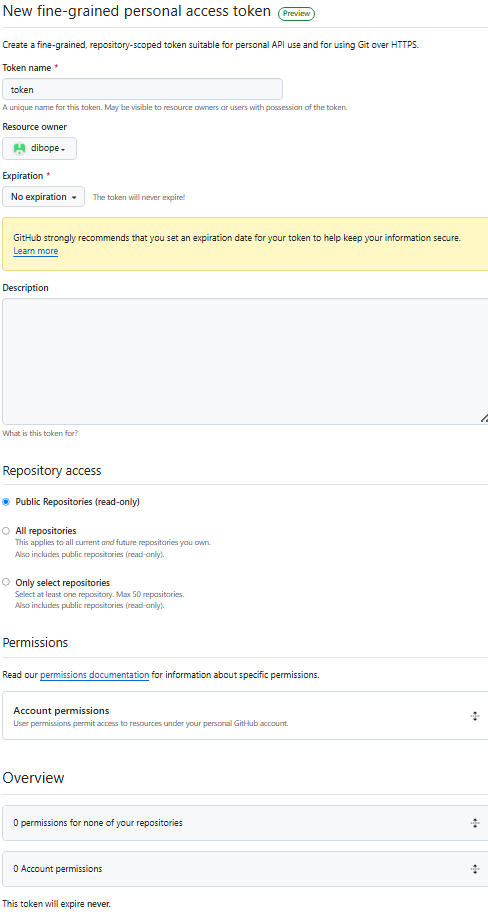 New fine-grained personal access token Preview
Create a fine-grained, repository-scoped token suitable for personal API use and for using Git over HTTPS.
Token name *
token
A unique name for this token. May be visible to resource owners or users with possession of the token.
Resource owner
dibope
Expiration *
No expiration The token will never expire!
GitHub strongly recommends that you set an expiration date for your token to help keep your information secure.
Learn more
Description
What is this token for?
Repository access
Public Repositories (read-only)
All repositories
This applies to all current and future repositories you own.
Also includes public repositories (read-only).
Only select repositories
Select at least one repository. Max 50 repositories.
Also includes public repositories (read-only).
Permissions
Read our permissions documentation for information about specific permissions.
Account permissions
User permissions permit access to resources under your personal GitHub account.
Overview
0 permissions for none of your repositories
0 Account permissions
This token will expire never.